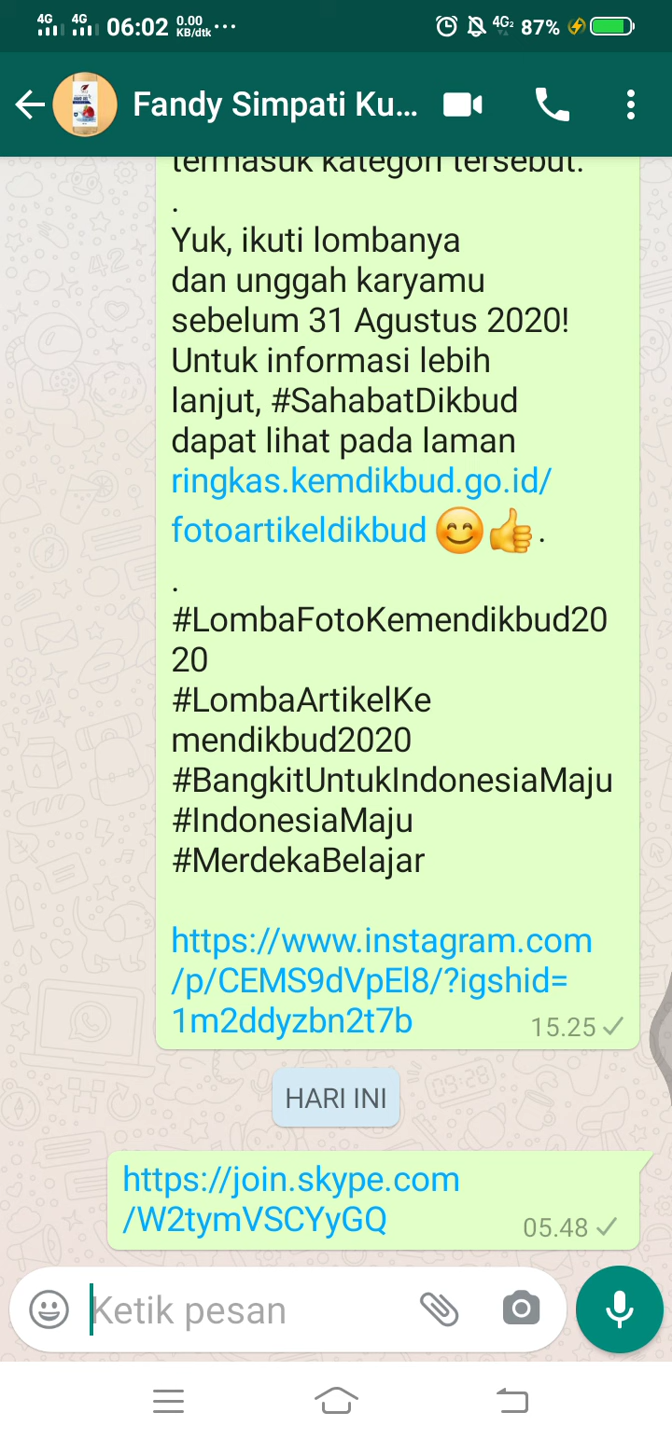 4G 4G 06:02 0.00 KB/dtk ... 4G2 87%
Fandy Simpati Ku...
termasuk kategori tersebut.
.
Yuk, ikuti lombanya
dan unggah karyamu
sebelum 31 Agustus 2020!
Untuk informasi lebih
lanjut, #SahabatDikbud
dapat lihat pada laman
ringkas.kemdikbud.go.id/
fotoartikeldikbud 😊👍.
.
#LombaFotoKemendikbud20
20
#LombaArtikelKe
mendikbud2020
#BangkitUntukIndonesiaMaju
#IndonesiaMaju
#MerdekaBelajar
https://www.instagram.com
/p/CEMS9dVpEl8/?igshid=
1m2ddyzbn2t7b 15.25
HARI INI
https://join.skype.com
/W2tymVSCYyGQ 05.48
Ketik pesan